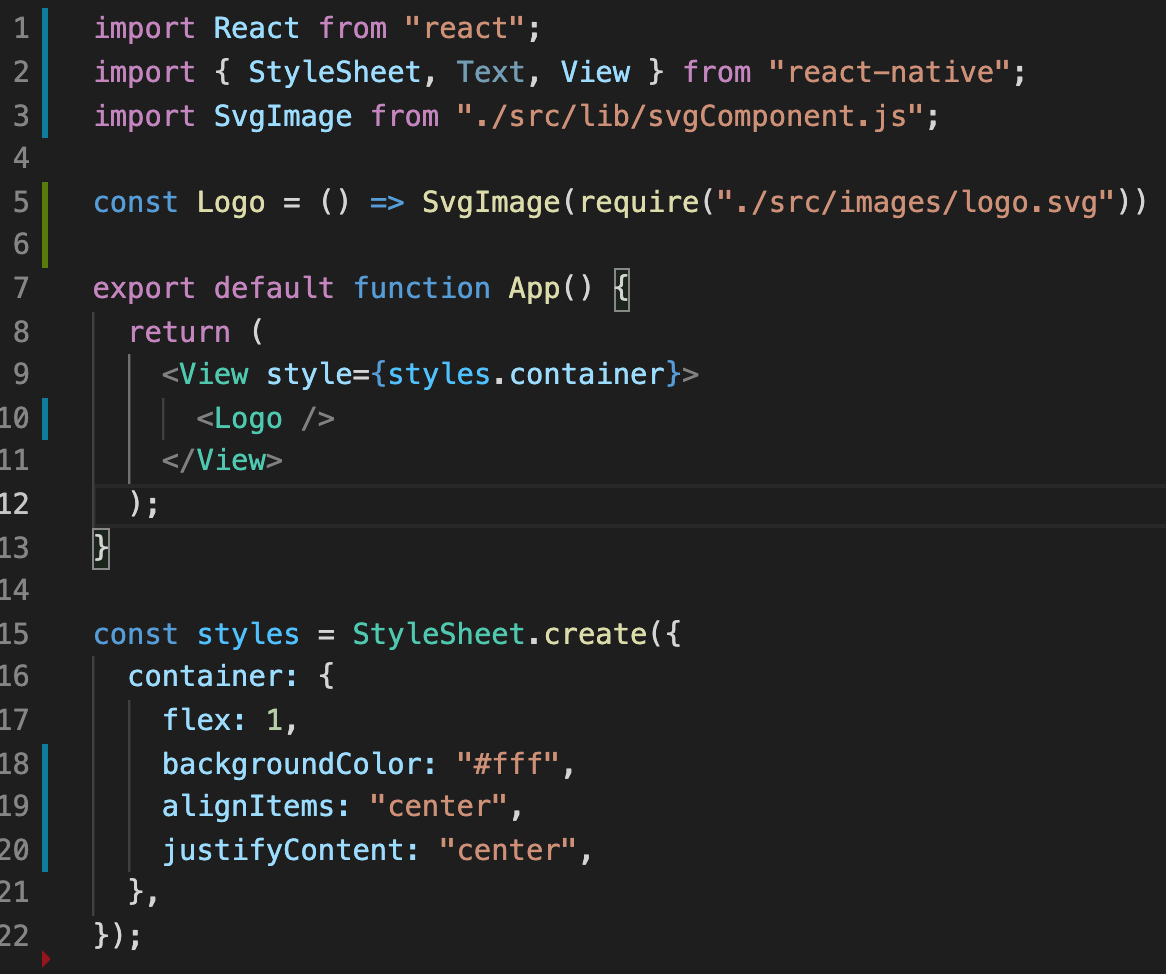 1 import React from "react";
2 import { StyleSheet, Text, View } from "react-native";
3 import SvgImage from "./src/lib/svgComponent.js";
4
5 const Logo = () => SvgImage(require("./src/images/logo.svg"))
6
7 export default function App() {
8   return (
9     <View style={styles.container}>
10       <Logo />
11     </View>
12   );
13 }
14
15 const styles = StyleSheet.create({
16   container: {
17     flex: 1,
18     backgroundColor: "#fff",
19     alignItems: "center",
20     justifyContent: "center",
21   },
22 });